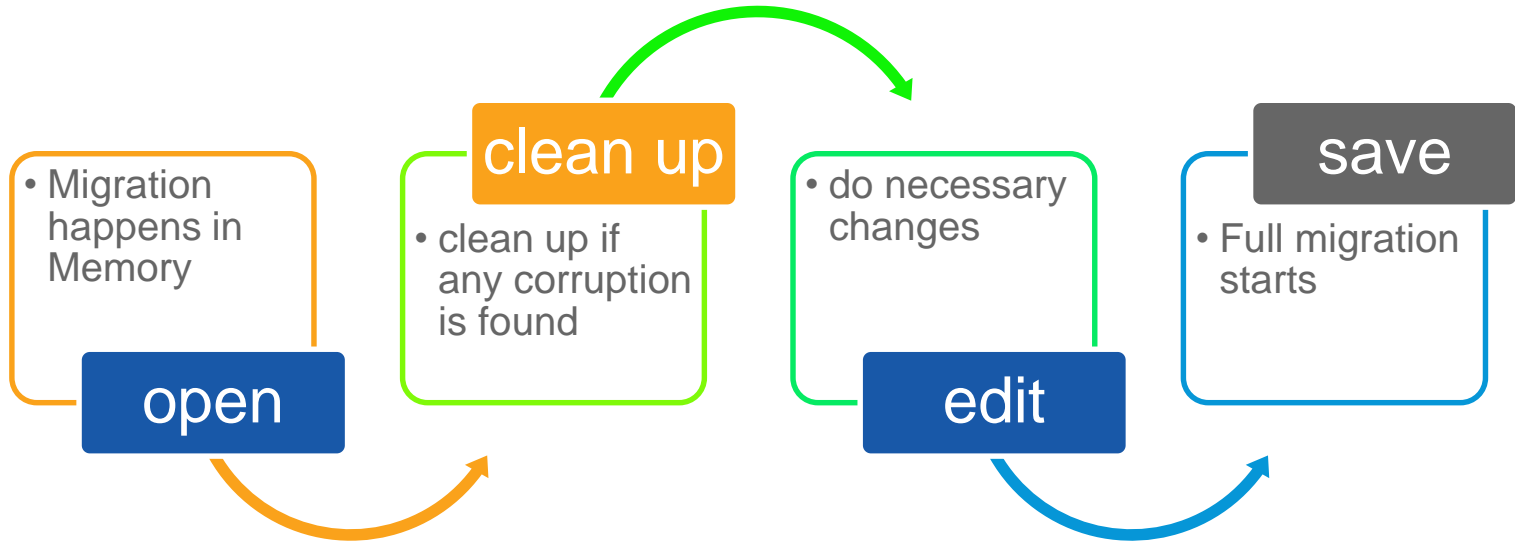 • Migration
happens in
Memory
open
clean up
• clean up if
any corruption
is found
• do necessary
changes
edit
save
• Full migration
starts